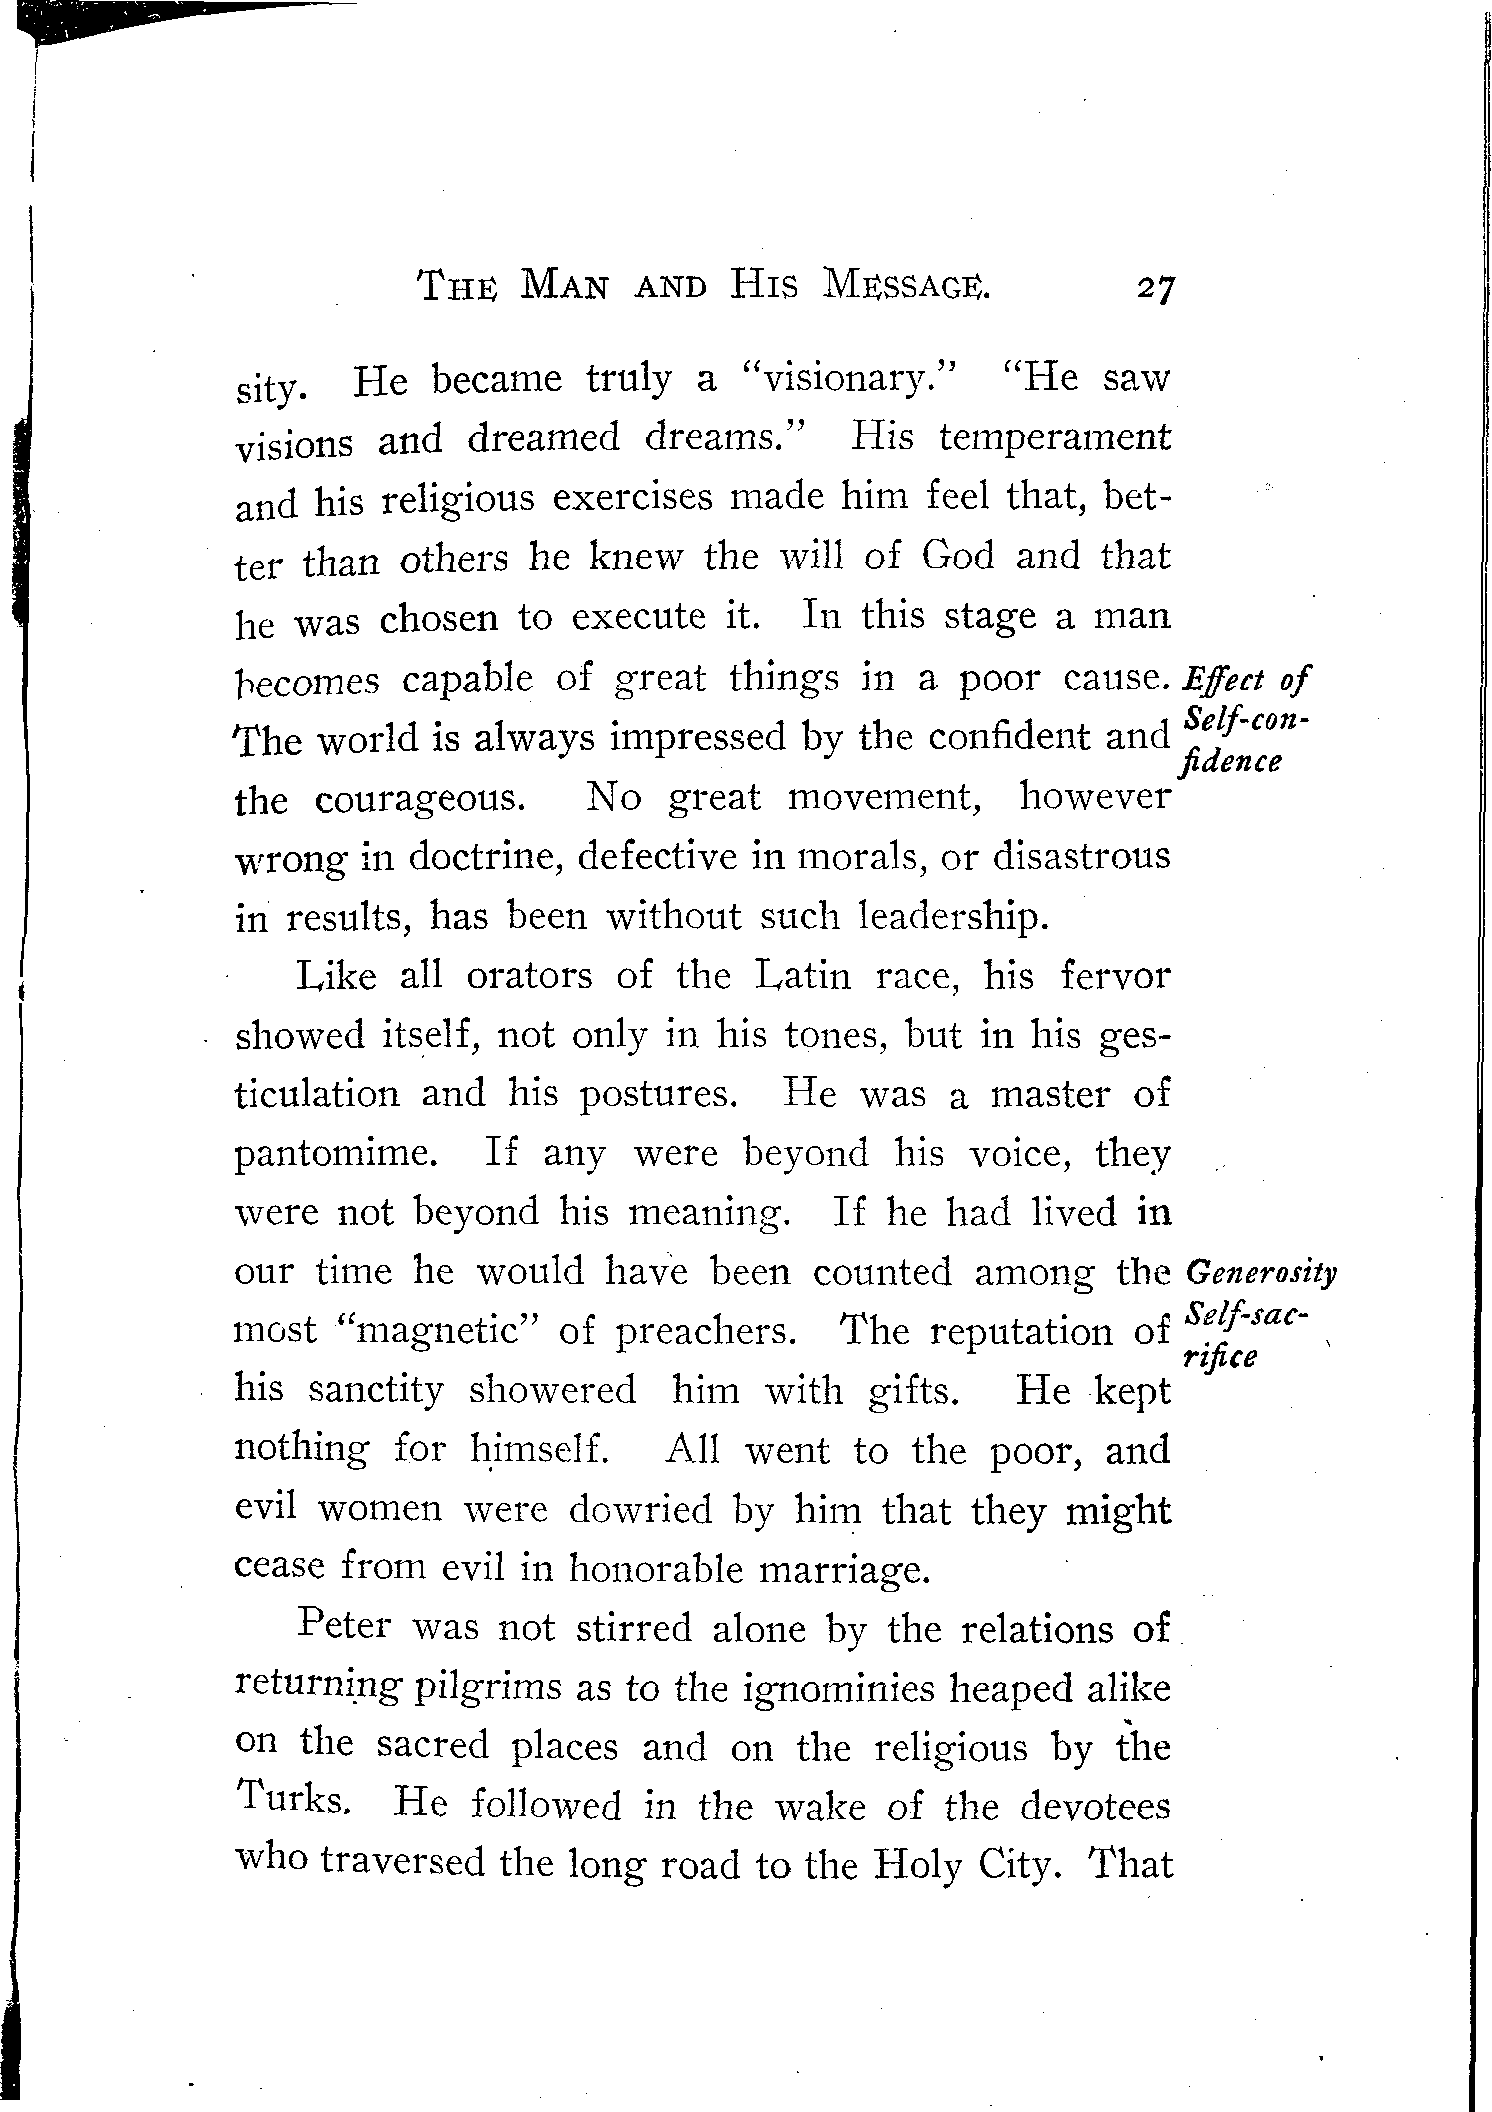 THE MAN AND HIS MESSAGE. 27
sity. He became truly a “visionary.” “He saw
visions and dreamed dreams.” His temperament
and his religious exercises made him feel that, bet-
ter than others he knew the will of God and that
he was chosen to execute it. In this stage a man
becomes capable of great things in a poor cause.
Effect of
Self-con-
fidence
The world is always impressed by the confident and
the courageous. No great movement, however
wrong in doctrine, defective in morals, or disastrous
in results, has been without such leadership.
Like all orators of the Latin race, his fervor
showed itself, not only in his tones, but in his ges-
ticulation and his postures. He was a master of
pantomime. If any were beyond his voice, they
were not beyond his meaning. If he had lived in
our time he would have been counted among the
Generosity
Self-sac-
rifice
most “magnetic” of preachers. The reputation of
his sanctity showered him with gifts. He kept
nothing for himself. All went to the poor, and
evil women were dowried by him that they might
cease from evil in honorable marriage.
Peter was not stirred alone by the relations of
returning pilgrims as to the ignominies heaped alike
on the sacred places and on the religious by the
Turks. He followed in the wake of the devotees
who traversed the long road to the Holy City. That